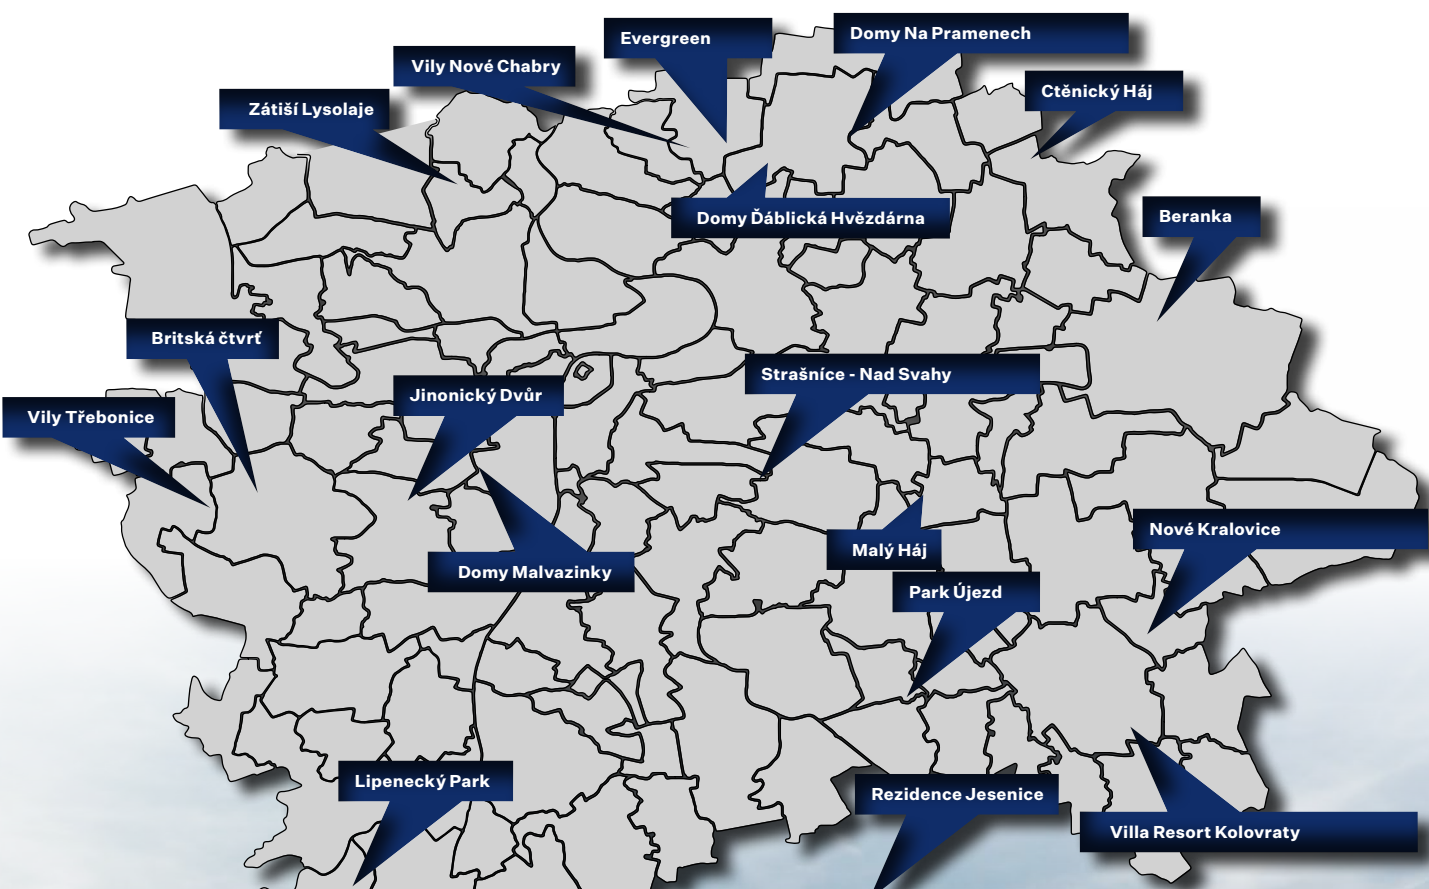 Evergreen
Domy Na Pramenech
Vily Nové Chabry
Ctěnický Háj
Zátiší Lysolaje
Domy Ďáblická Hvězdárna
Beranka
Britská čtvrť
Strašníce - Nad Svahy
Jinonický Dvůr
Vily Třebonice
Nové Kralovice
Malý Háj
Domy Malvazinky
Park Újezd
Lipenecký Park
Rezidence Jesenice
Villa Resort Kolovraty